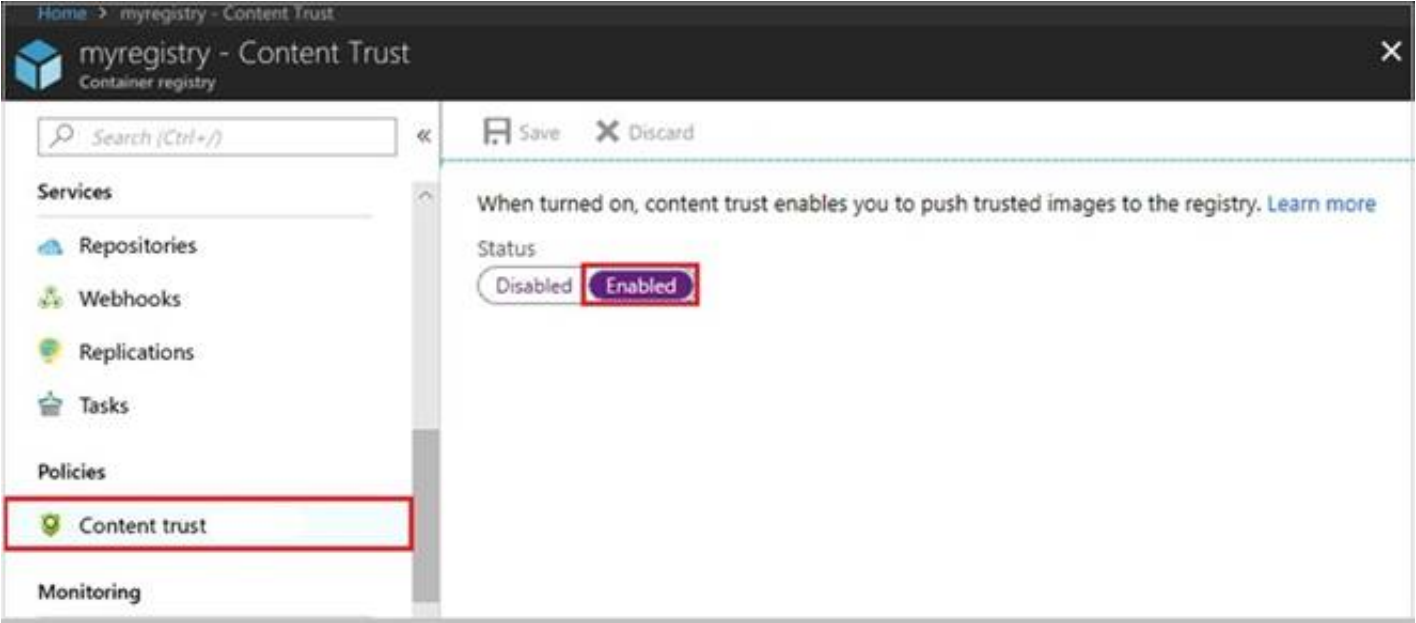 Home > myregistry - Content Trust
myregistry - Content Trust
Container registry
Search (Ctrl+/)
«
Save
Discard
Services
Repositories
Webhooks
Replications
Tasks
Policies
Content trust
Monitoring
When turned on, content trust enables you to push trusted images to the registry. Learn more
Status
Disabled Enabled